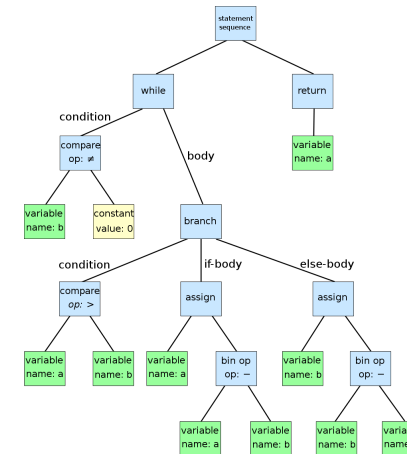 statement
sequence
while
return
condition
body
compare
op: ≠
variable
name: a
variable
name: b
constant
value: 0
branch
condition
if-body
else-body
compare
op: >
assign
assign
variable
name: a
variable
name: b
variable
name: a
bin op
op: −
variable
name: b
bin op
op: −
variable
name: a
variable
name: b
variable
name: b